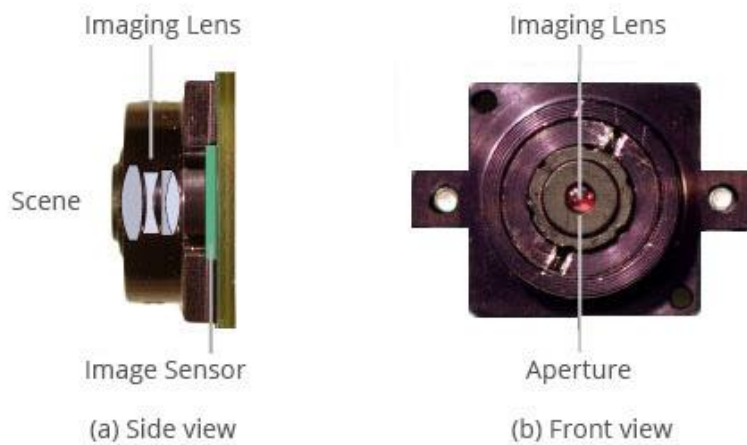 Imaging Lens
Imaging Lens
Scene
Image Sensor
Aperture
(a) Side view
(b) Front view